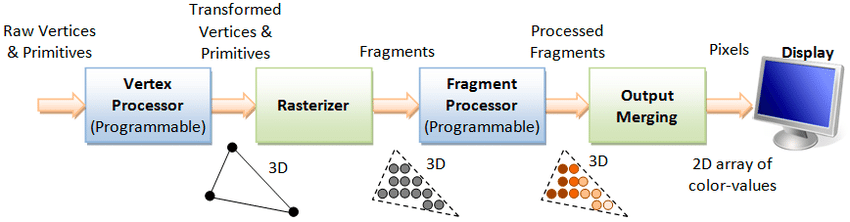 Raw Vertices
& Primitives
Transformed
Vertices &
Primitives
Fragments
Processed
Fragments
Pixels
Display
Vertex
Processor
(Programmable)
Rasterizer
Fragment
Processor
(Programmable)
Output
Merging
3D
3D
3D
2D array of
color-values